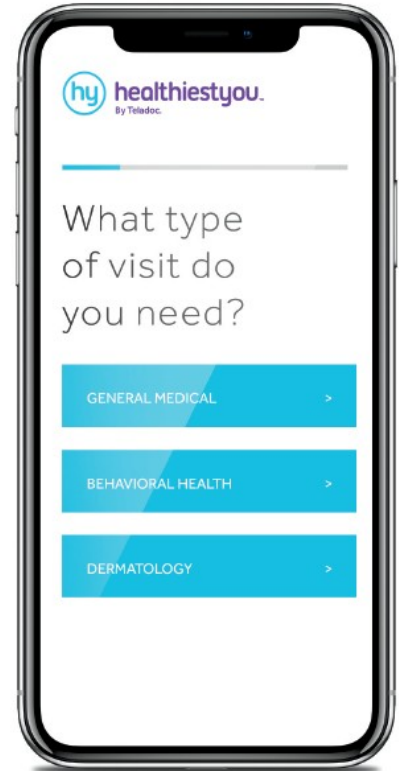 hy healthiestyou.
By Teladoc.
What type
of visit do
you need?
GENERAL MEDICAL >
BEHAVIORAL HEALTH >
DERMATOLOGY >